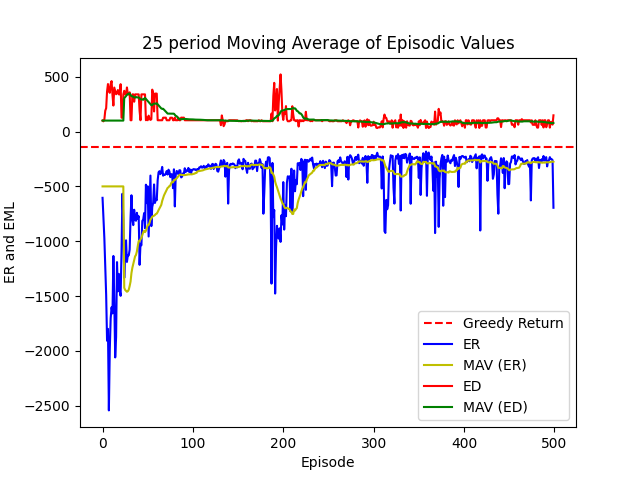 25 period Moving Average of Episodic Values
ER and EML
500
0
−500
−1000
−1500
−2000
−2500
0 100 200 300 400 500
Episode
Greedy Return
ER
MAV (ER)
ED
MAV (ED)